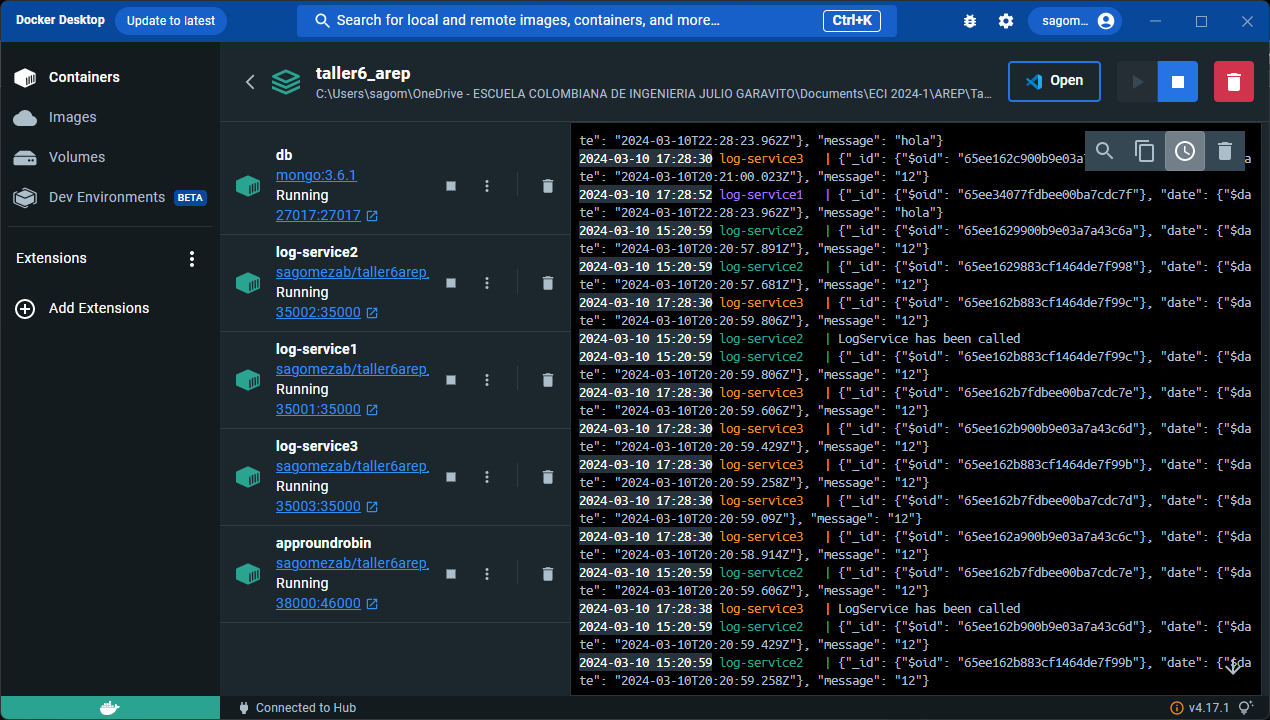 Docker Desktop
Update to latest
Search for local and remote images, containers, and more...
Ctrl+K
sagom...
Containers
Images
Volumes
Dev Environments BETA
Extensions
Add Extensions
taller6_arep
C:\Users\sagom\OneDrive - ESCUELA COLOMBIANA DE INGENIERIA JULIO GARAVITO\Documents\ECI 2024-1\AREP\Ta...
Open
db
mongo:3.6.1
Running
27017:27017
log-service2
sagomezab/taller6arep,
Running
35002:35000
log-service1
sagomezab/taller6arep,
Running
35001:35000
log-service3
sagomezab/taller6arep,
Running
35003:35000
approundrobin
sagomezab/taller6arep,
Running
38000:46000
te": "2024-03-10T22:28:23.962Z"}, "message": "hola"}
2024-03-10 17:28:30 log-service3 | {"_id": {"$oid": "65ee162c900b9e03a7 da
te": "2024-03-10T20:21:00.023Z"}, "message": "12"}
2024-03-10 17:28:52 log-service1 | {"_id": {"$oid": "65ee34077fdbee00ba7cdc7f"}, "date": {"$da
te": "2024-03-10T22:28:23.962Z"}, "message": "hola"}
2024-03-10 15:20:59 log-service2 | {"_id": {"$oid": "65ee1629900b9e03a7a43c6a"}, "date": {"$da
te": "2024-03-10T20:20:57.891Z"}, "message": "12"}
2024-03-10 15:20:59 log-service2 | {"_id": {"$oid": "65ee1629883cf1464de7f998"}, "date": {"$da
te": "2024-03-10T20:20:57.681Z"}, "message": "12"}
2024-03-10 17:28:30 log-service3 | {"_id": {"$oid": "65ee162b883cf1464de7f99c"}, "date": {"$da
te": "2024-03-10T20:20:59.806Z"}, "message": "12"}
2024-03-10 15:20:59 log-service2 | LogService has been called
2024-03-10 15:20:59 log-service2 | {"_id": {"$oid": "65ee162b883cf1464de7f99c"}, "date": {"$da
te": "2024-03-10T20:20:59.806Z"}, "message": "12"}
2024-03-10 17:28:30 log-service3 | {"_id": {"$oid": "65ee162b7fdbee00ba7cdc7e"}, "date": {"$da
te": "2024-03-10T20:20:59.606Z"}, "message": "12"}
2024-03-10 17:28:30 log-service3 | {"_id": {"$oid": "65ee162b900b9e03a7a43c6d"}, "date": {"$da
te": "2024-03-10T20:20:59.429Z"}, "message": "12"}
2024-03-10 17:28:30 log-service3 | {"_id": {"$oid": "65ee162b883cf1464de7f99b"}, "date": {"$da
te": "2024-03-10T20:20:59.258Z"}, "message": "12"}
2024-03-10 17:28:30 log-service3 | {"_id": {"$oid": "65ee162b7fdbee00ba7cdc7d"}, "date": {"$da
te": "2024-03-10T20:20:59.09Z"}, "message": "12"}
2024-03-10 17:28:30 log-service3 | {"_id": {"$oid": "65ee162a900b9e03a7a43c6c"}, "date": {"$da
te": "2024-03-10T20:20:58.914Z"}, "message": "12"}
2024-03-10 15:20:59 log-service2 | {"_id": {"$oid": "65ee162b7fdbee00ba7cdc7e"}, "date": {"$da
te": "2024-03-10T20:20:59.606Z"}, "message": "12"}
2024-03-10 17:28:38 log-service3 | LogService has been called
2024-03-10 15:20:59 log-service2 | {"_id": {"$oid": "65ee162b900b9e03a7a43c6d"}, "date": {"$da
te": "2024-03-10T20:20:59.429Z"}, "message": "12"}
2024-03-10 15:20:59 log-service2 | {"_id": {"$oid": "65ee162b883cf1464de7f99b"}, "date": {"$da
te": "2024-03-10T20:20:59.258Z"}, "message": "12"}
Connected to Hub
v4.17.1